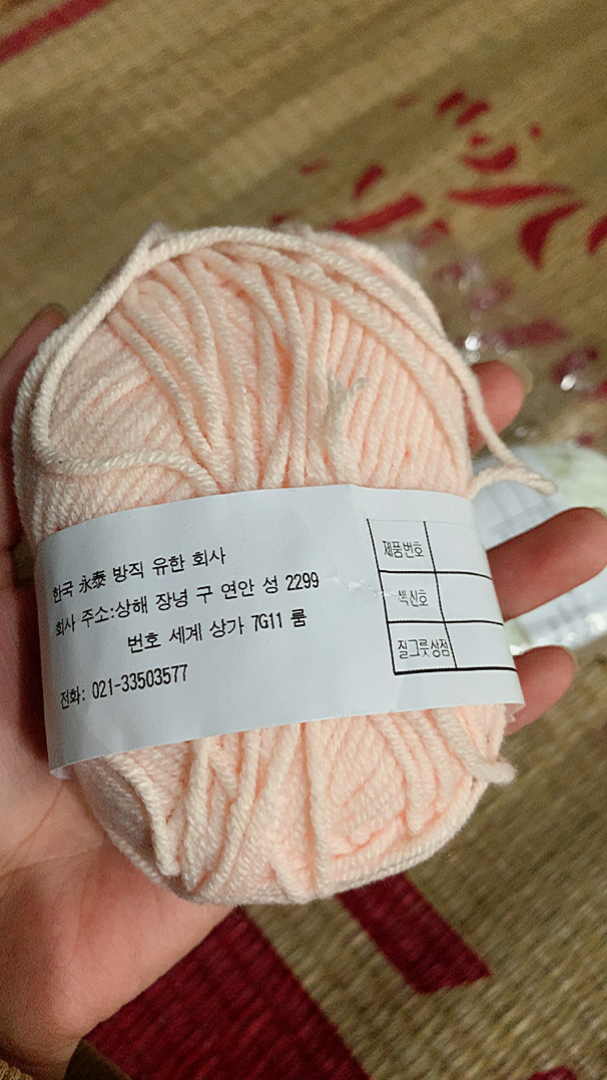 한국 永泰 방직 유한 회사
회사 주소:상해 장녕 구 연안 성 2299
번호 세계 상가 7G11 룸
전화: 021-33503577
제품번호
색신호
질그릇상점